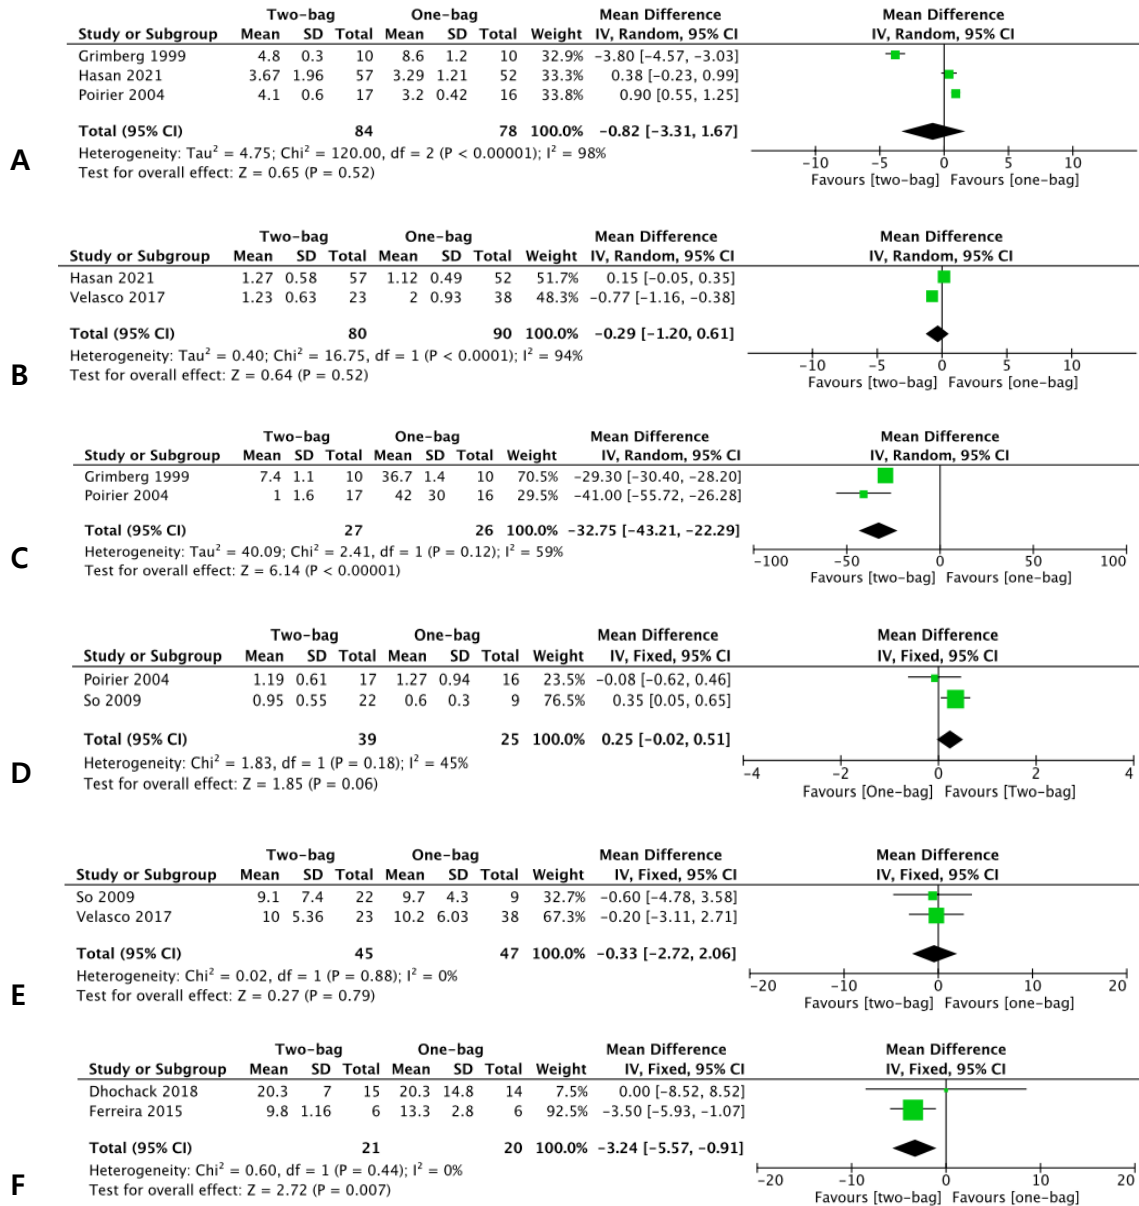 Two-bag One-bag Mean Difference Mean Difference
Study or Subgroup Mean SD Total Mean SD Total Weight IV, Random, 95% CI IV, Random, 95% CI
Grimberg 1999 4.8 0.3 10 8.6 1.2 10 32.9% −3.80 [−4.57, −3.03]
Hasan 2021 3.67 1.96 57 3.29 1.21 52 33.3% 0.38 [−0.23, 0.99]
Poirier 2004 4.1 0.6 17 3.2 0.42 16 33.8% 0.90 [0.55, 1.25]
Total (95% CI) 84 78 100.0% −0.82 [−3.31, 1.67]
Heterogeneity: Tau² = 4.75; Chi² = 120.00, df = 2 (P < 0.00001); I² = 98%
Test for overall effect: Z = 0.65 (P = 0.52)
−10 −5 0 5 10
Favours [two-bag] Favours [one-bag]
A
Two-bag One-bag Mean Difference Mean Difference
Study or Subgroup Mean SD Total Mean SD Total Weight IV, Random, 95% CI IV, Random, 95% CI
Hasan 2021 1.27 0.58 57 1.12 0.49 52 51.7% 0.15 [−0.05, 0.35]
Velasco 2017 1.23 0.63 23 2 0.93 38 48.3% −0.77 [−1.16, −0.38]
Total (95% CI) 80 90 100.0% −0.29 [−1.20, 0.61]
Heterogeneity: Tau² = 0.40; Chi² = 16.75, df = 1 (P < 0.0001); I² = 94%
Test for overall effect: Z = 0.64 (P = 0.52)
−10 −5 0 5 10
Favours [two-bag] Favours [one-bag]
B
Two-bag One-bag Mean Difference Mean Difference
Study or Subgroup Mean SD Total Mean SD Total Weight IV, Random, 95% CI IV, Random, 95% CI
Grimberg 1999 7.4 1.1 10 36.7 1.4 10 70.5% −29.30 [−30.40, −28.20]
Poirier 2004 1 1.6 17 42 30 16 29.5% −41.00 [−55.72, −26.28]
Total (95% CI) 27 26 100.0% −32.75 [−43.21, −22.29]
Heterogeneity: Tau² = 40.09; Chi² = 2.41, df = 1 (P = 0.12); I² = 59%
Test for overall effect: Z = 6.14 (P < 0.00001)
−100 −50 0 50 100
Favours [two-bag] Favours [one-bag]
C
Two-bag One-bag Mean Difference Mean Difference
Study or Subgroup Mean SD Total Mean SD Total Weight IV, Fixed, 95% CI IV, Fixed, 95% CI
Poirier 2004 1.19 0.61 17 1.27 0.94 16 23.5% −0.08 [−0.62, 0.46]
So 2009 0.95 0.55 22 0.6 0.3 9 76.5% 0.35 [0.05, 0.65]
Total (95% CI) 39 25 100.0% 0.25 [−0.02, 0.51]
Heterogeneity: Chi² = 1.83, df = 1 (P = 0.18); I² = 45%
Test for overall effect: Z = 1.85 (P = 0.06)
−4 −2 0 2 4
Favours [One-bag] Favours [Two-bag]
D
Two-bag One-bag Mean Difference Mean Difference
Study or Subgroup Mean SD Total Mean SD Total Weight IV, Fixed, 95% CI IV, Fixed, 95% CI
So 2009 9.1 7.4 22 9.7 4.3 9 32.7% −0.60 [−4.78, 3.58]
Velasco 2017 10 5.36 23 10.2 6.03 38 67.3% −0.20 [−3.11, 2.71]
Total (95% CI) 45 47 100.0% −0.33 [−2.72, 2.06]
Heterogeneity: Chi² = 0.02, df = 1 (P = 0.88); I² = 0%
Test for overall effect: Z = 0.27 (P = 0.79)
−20 −10 0 10 20
Favours [two-bag] Favours [one-bag]
E
Two-bag One-bag Mean Difference Mean Difference
Study or Subgroup Mean SD Total Mean SD Total Weight IV, Fixed, 95% CI IV, Fixed, 95% CI
Dhochack 2018 20.3 7 15 20.3 14.8 14 7.5% 0.00 [−8.52, 8.52]
Ferreira 2015 9.8 1.16 6 13.3 2.8 6 92.5% −3.50 [−5.93, −1.07]
Total (95% CI) 21 20 100.0% −3.24 [−5.57, −0.91]
Heterogeneity: Chi² = 0.60, df = 1 (P = 0.44); I² = 0%
Test for overall effect: Z = 2.72 (P = 0.007)
−20 −10 0 10 20
Favours [two-bag] Favours [one-bag]
F